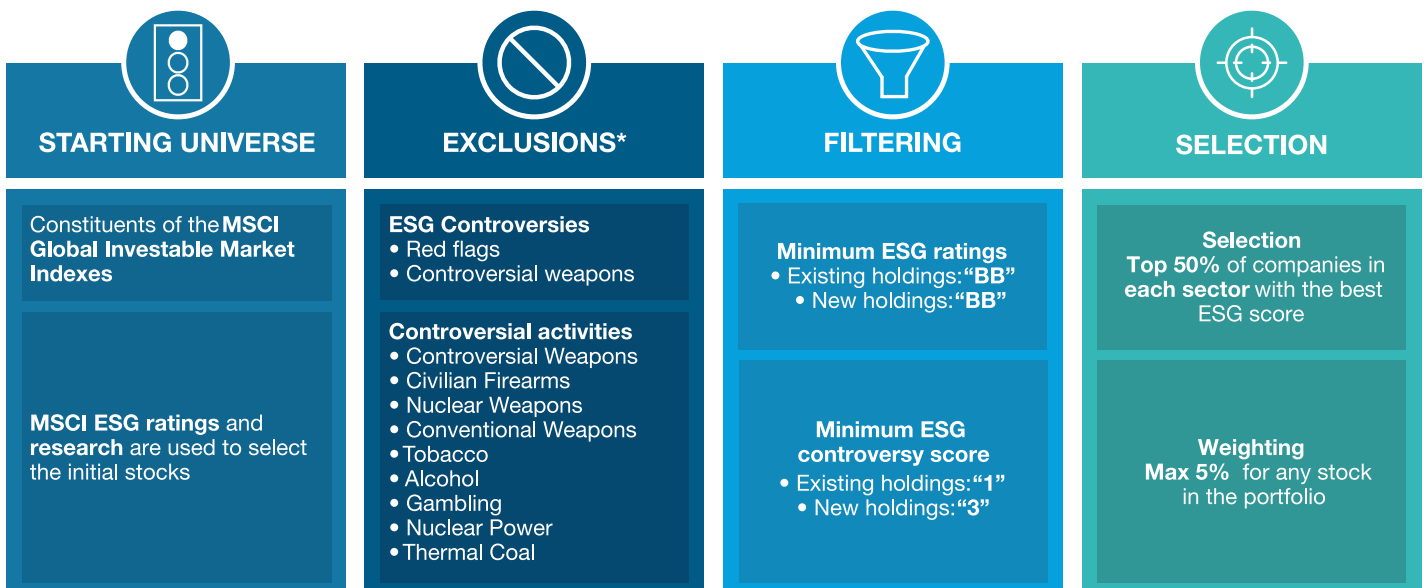 STARTING UNIVERSE
Constituents of the MSCI
Global Investable Market
Indexes
MSCI ESG ratings and
research are used to select
the initial stocks
EXCLUSIONS*
ESG Controversies
• Red flags
• Controversial weapons
Controversial activities
• Controversial Weapons
• Civilian Firearms
• Nuclear Weapons
• Conventional Weapons
• Tobacco
• Alcohol
• Gambling
• Nuclear Power
• Thermal Coal
FILTERING
Minimum ESG ratings
• Existing holdings: “BB”
• New holdings: “BB”
Minimum ESG
controversy score
• Existing holdings: “1”
• New holdings: “3”
SELECTION
Selection
Top 50% of companies in
each sector with the best
ESG score
Weighting
Max 5% for any stock
in the portfolio